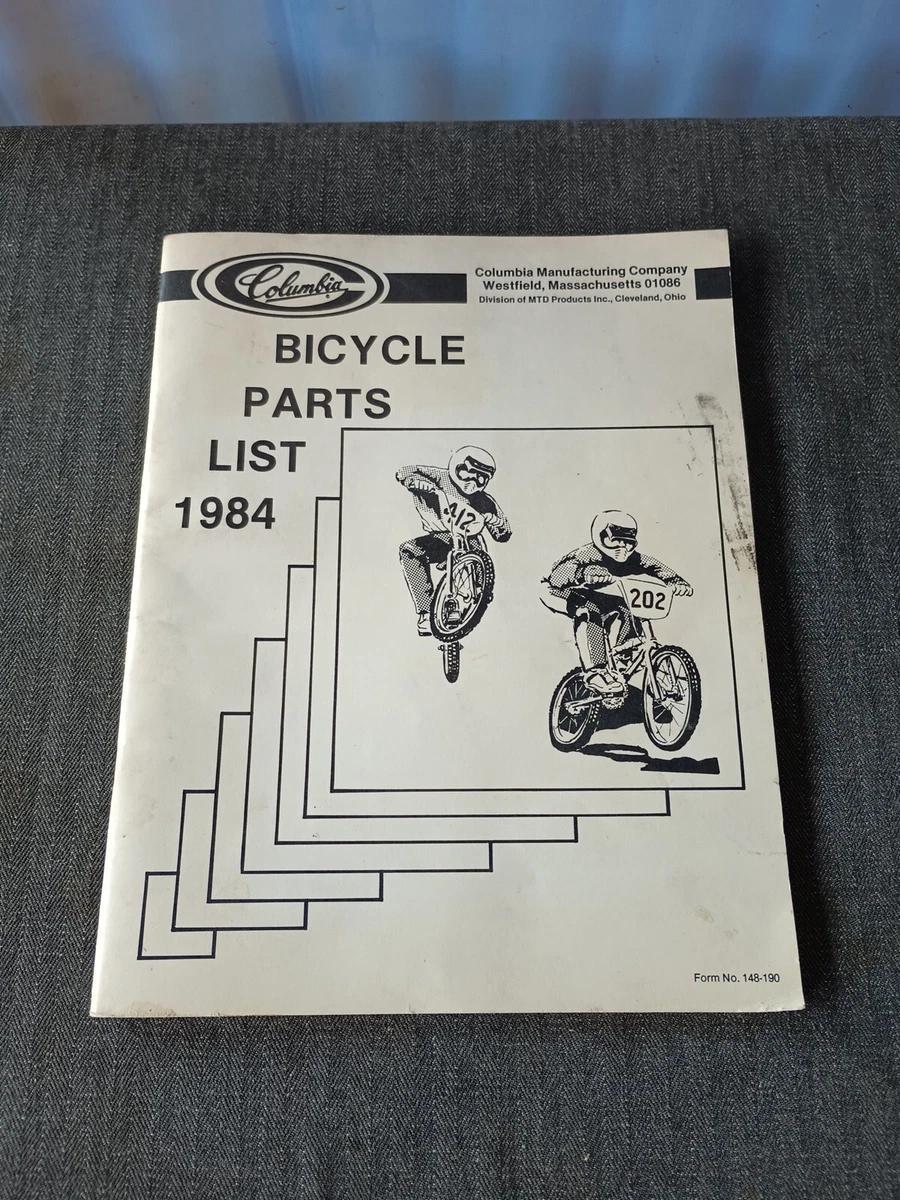 Columbia
Columbia Manufacturing Company
Westfield, Massachusetts 01086
Division of MTD Products Inc., Cleveland, Ohio
BICYCLE
PARTS
LIST
1984
412
202
Form No. 148-190